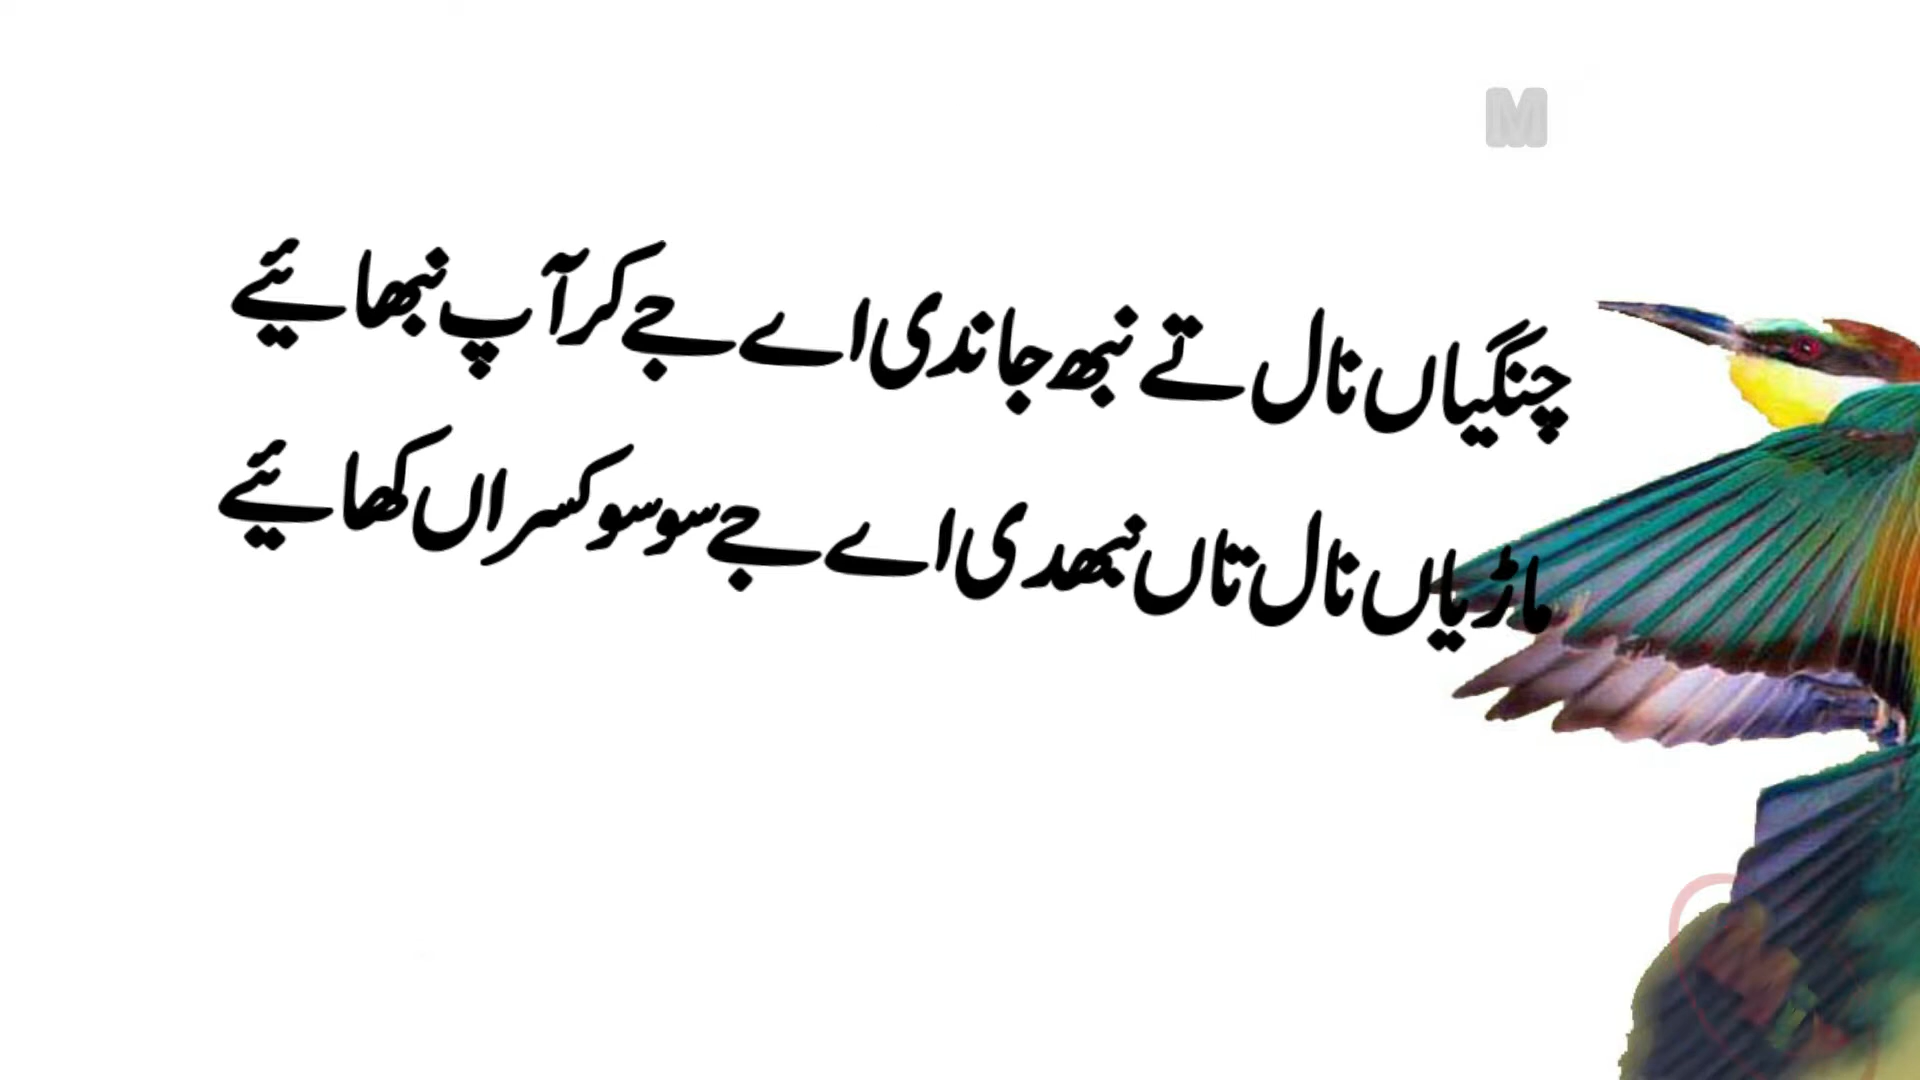 M
چنگیاں نال تے نبھ جاندی اے جے کر آپ نبھائیے
ماڑیاں نال تاں نبھدی اے جے سو سو کسراں کھائیے